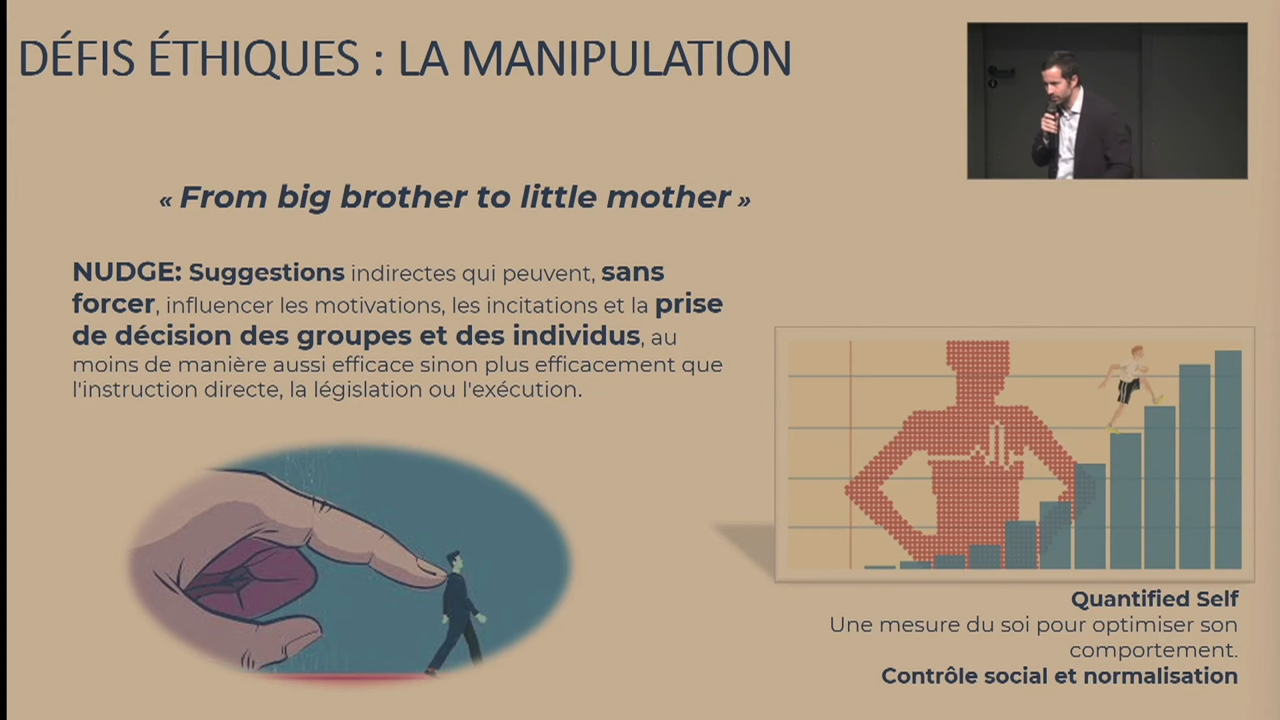 DÉFIS ÉTHIQUES : LA MANIPULATION
« From big brother to little mother »
NUDGE: Suggestions indirectes qui peuvent, sans
forcer, influencer les motivations, les incitations et la prise
de décision des groupes et des individus, au
moins de manière aussi efficace sinon plus efficacement que
l'instruction directe, la législation ou l'exécution.
Quantified Self
Une mesure du soi pour optimiser son
comportement.
Contrôle social et normalisation